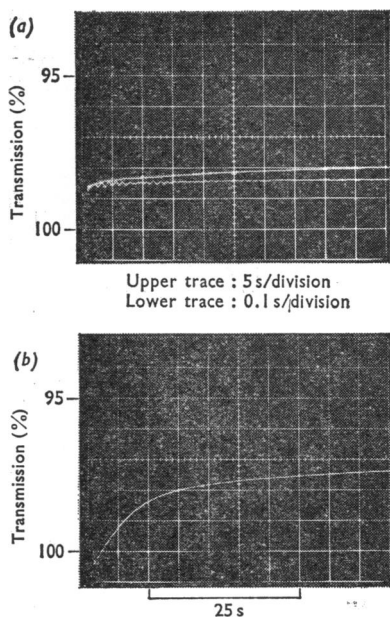 (a)
95
Transmission (%)
100
Upper trace : 5 s/division
Lower trace : 0.1 s/division
(b)
95
Transmission (%)
100
25 s